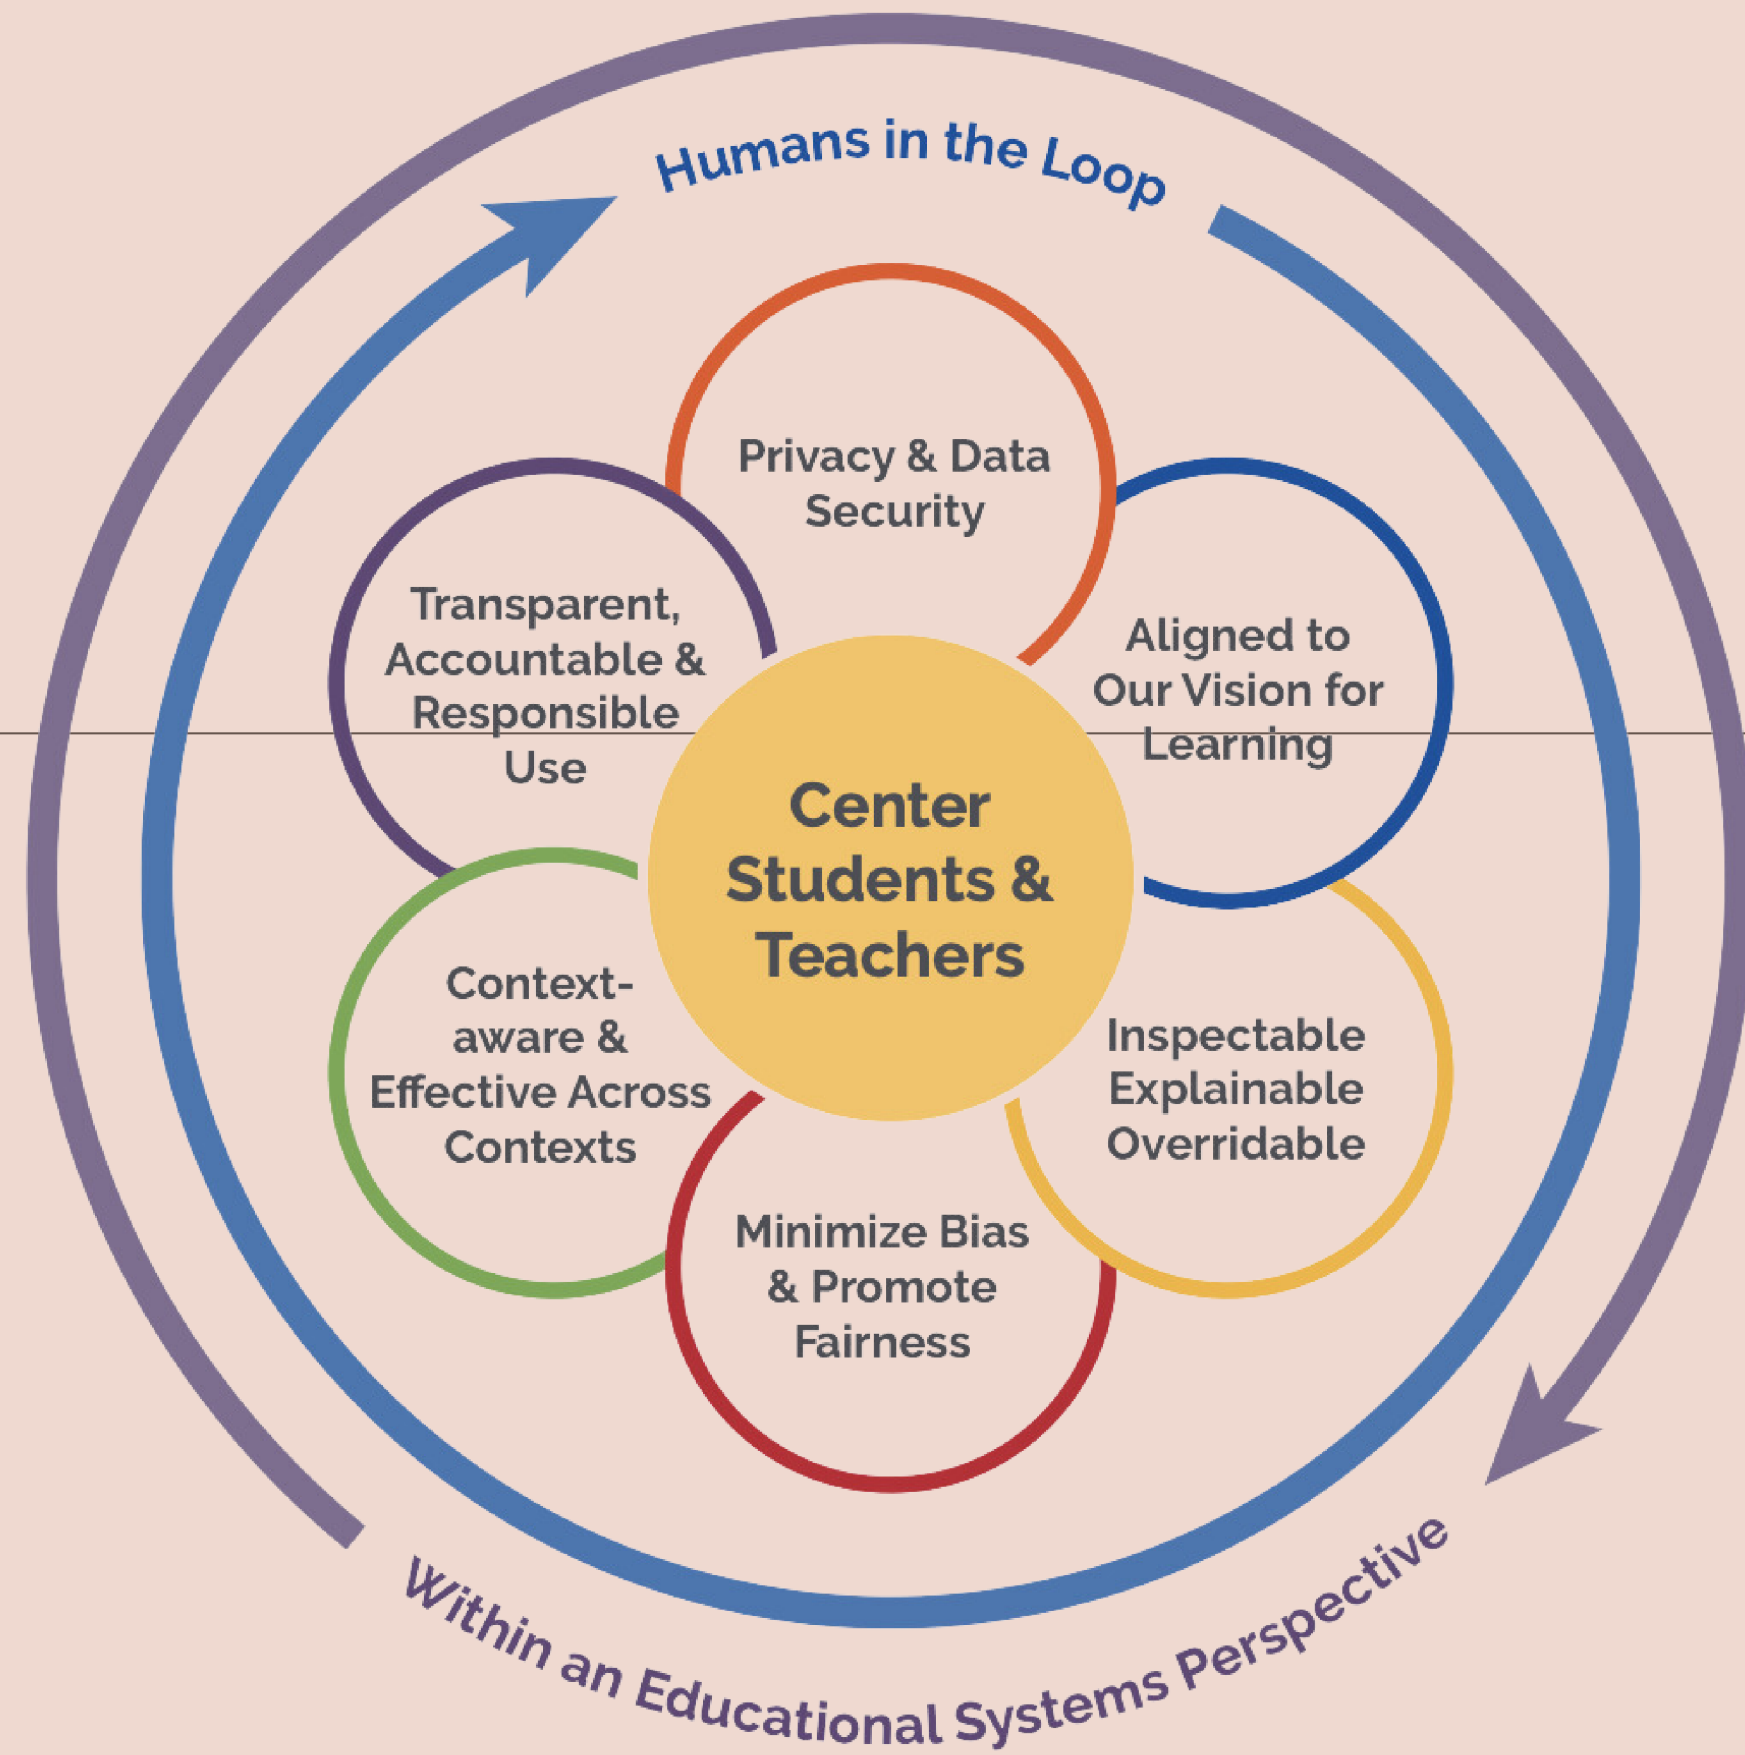 Humans in the Loop
Privacy & Data
Security
Transparent,
Accountable &
Responsible
Use
Aligned to
Our Vision for
Learning
Center
Students &
Teachers
Context-
aware &
Effective Across
Contexts
Inspectable
Explainable
Overridable
Minimize Bias
& Promote
Fairness
Within an Educational Systems Perspective